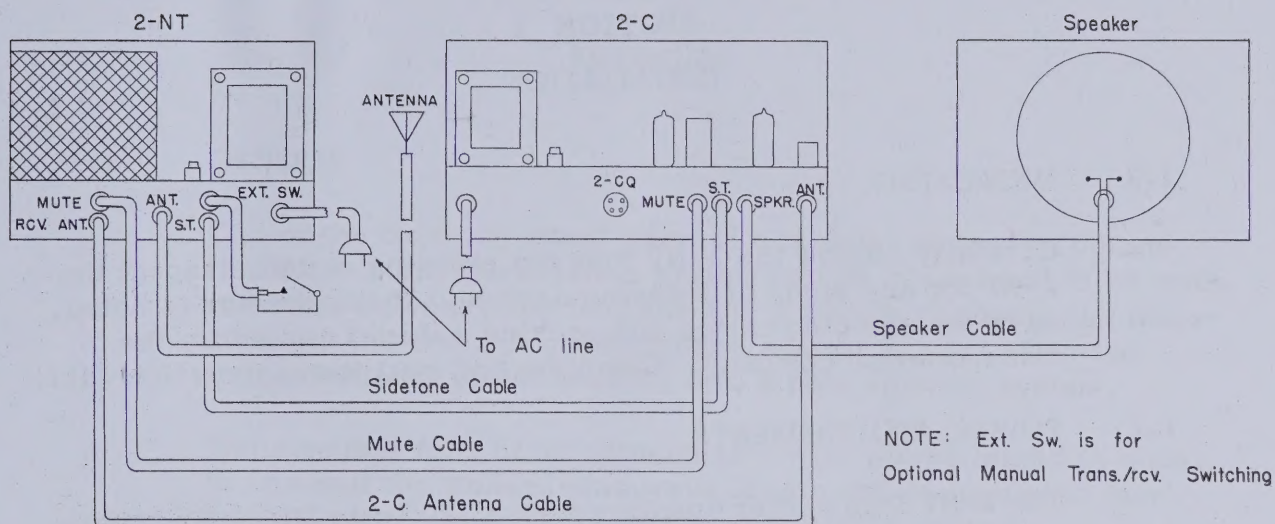 2-NT
2-C
Speaker
ANTENNA
2-CQ
EXT. SW.
MUTE
ANT.
RCV. ANT.
S.T.
MUTE
S.T.
SPKR.
ANT.
Speaker Cable
To AC line
Sidetone Cable
Mute Cable
2-C Antenna Cable
NOTE: Ext. Sw. is for
Optional Manual Trans./rcv. Switching